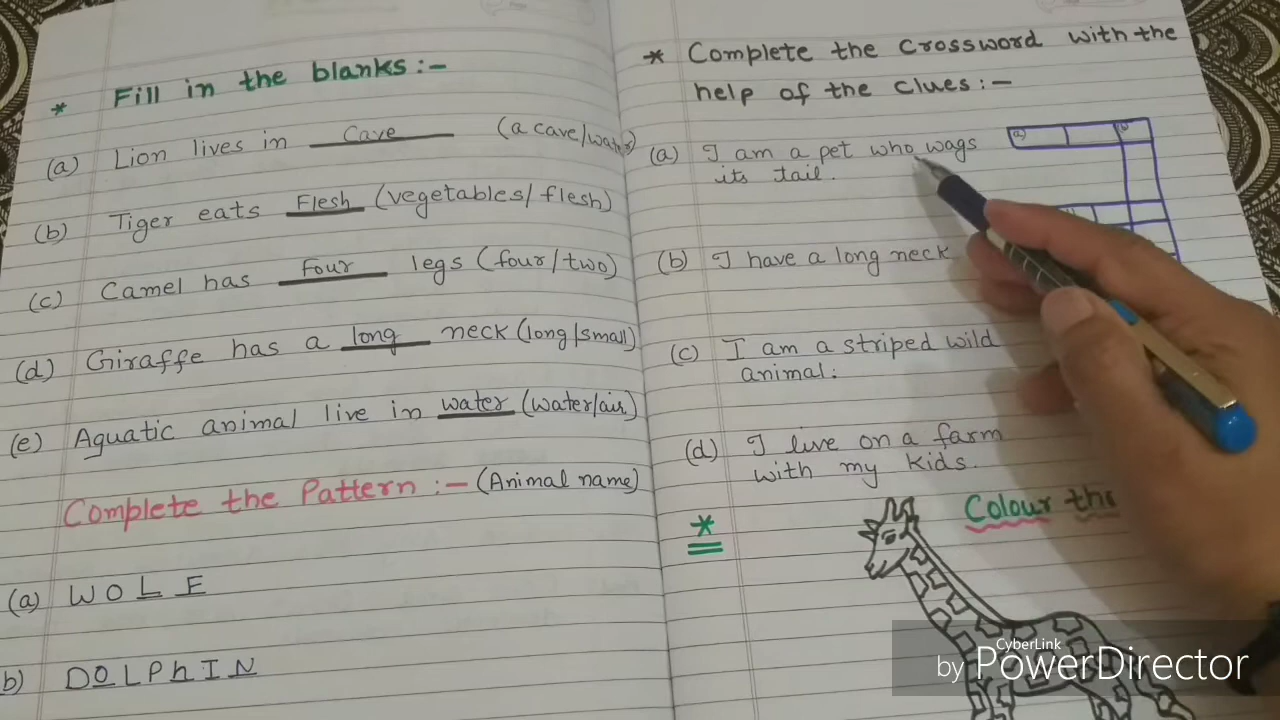 * Fill in the blanks :-
(a) Lion lives in Cave (a cave/water)
(b) Tiger eats Flesh (vegetables/flesh)
(c) Camel has Four legs (four/two)
(d) Giraffe has a long neck (long/small)
(e) Aquatic animal live in water (water/air)
Complete the Pattern :- (Animal name)
(a) WOLF
b) DOLPhIN
* Complete the Crossword with the
help of the clues :-
(a) I am a pet who wags
its tail.
(a) (b)
(b) I have a long neck
(c) I am a striped wild
animal.
(d) I live on a farm
with my kids.
* Colour the
by CyberLink
PowerDirector